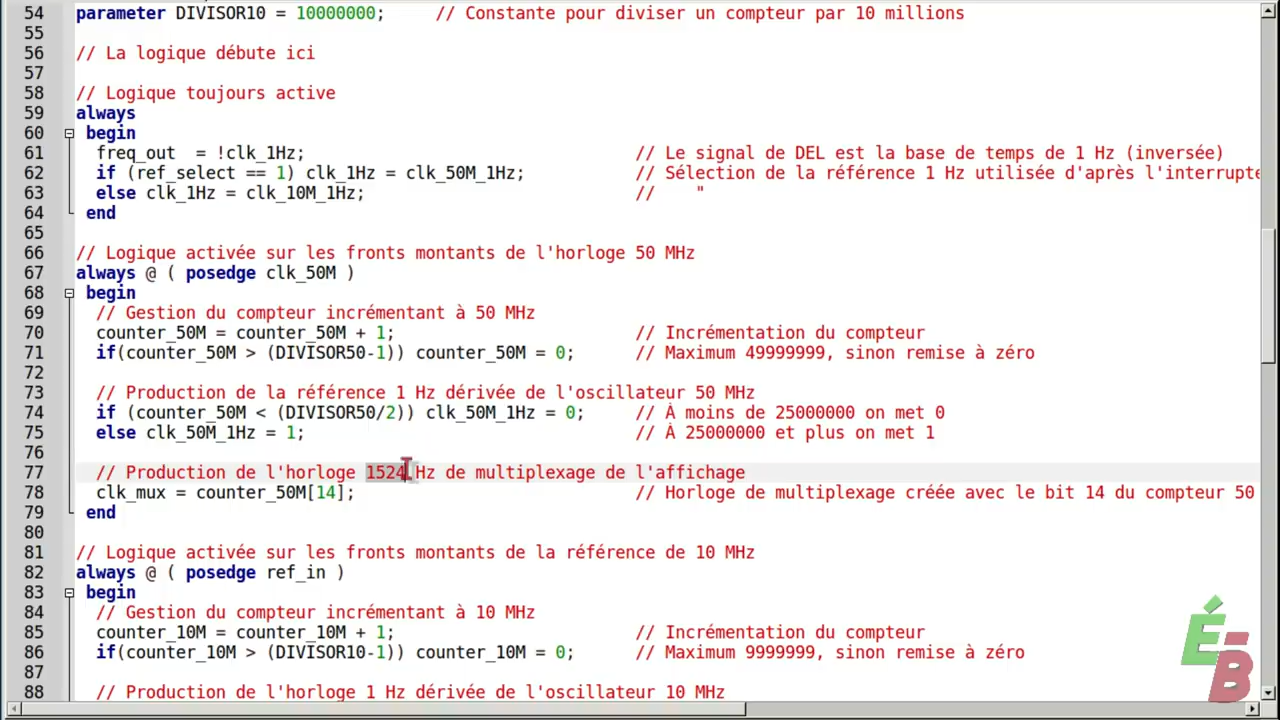 54 parameter DIVISOR10 = 10000000;     // Constante pour diviser un compteur par 10 millions
55
56 // La logique débute ici
57
58 // Logique toujours active
59 always
60  begin
61   freq_out  = !clk_1Hz;                                 // Le signal de DEL est la base de temps de 1 Hz (inversée)
62   if (ref_select == 1) clk_1Hz = clk_50M_1Hz;           // Sélection de la référence 1 Hz utilisée d'après l'interrupte
63   else clk_1Hz = clk_10M_1Hz;                           //    "
64  end
65
66 // Logique activée sur les fronts montants de l'horloge 50 MHz
67 always @ ( posedge clk_50M )
68  begin
69   // Gestion du compteur incrémentant à 50 MHz
70   counter_50M = counter_50M + 1;                        // Incrémentation du compteur
71   if(counter_50M > (DIVISOR50-1)) counter_50M = 0;      // Maximum 49999999, sinon remise à zéro
72
73   // Production de la référence 1 Hz dérivée de l'oscillateur 50 MHz
74   if (counter_50M < (DIVISOR50/2)) clk_50M_1Hz = 0;     // À moins de 25000000 on met 0
75   else clk_50M_1Hz = 1;                                 // À 25000000 et plus on met 1
76
77   // Production de l'horloge 1524 Hz de multiplexage de l'affichage
78   clk_mux = counter_50M[14];                            // Horloge de multiplexage créée avec le bit 14 du compteur 50
79  end
80
81 // Logique activée sur les fronts montants de la référence de 10 MHz
82 always @ ( posedge ref_in )
83  begin
84   // Gestion du compteur incrémentant à 10 MHz
85   counter_10M = counter_10M + 1;                        // Incrémentation du compteur
86   if(counter_10M > (DIVISOR10-1)) counter_10M = 0;      // Maximum 9999999, sinon remise à zéro
87
88   // Production de l'horloge 1 Hz dérivée de l'oscillateur 10 MHz
ÉB